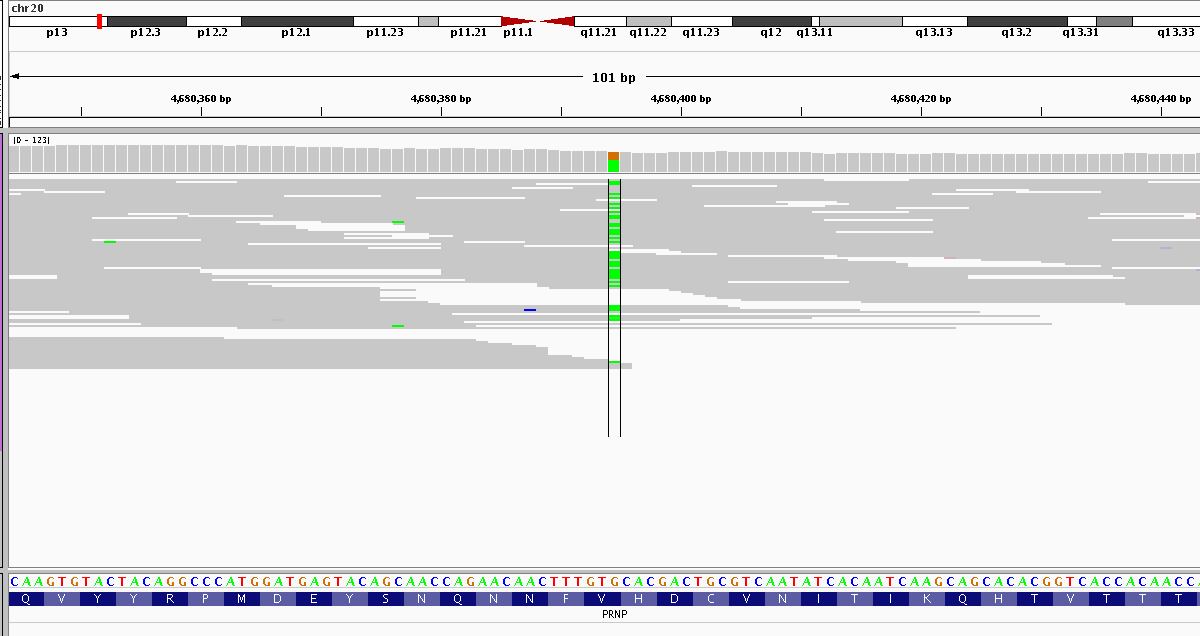 chr20
p13 p12.3 p12.2 p12.1 p11.23 p11.21 p11.1 q11.21 q11.22 q11.23 q12 q13.11 q13.13 q13.2 q13.31 q13.33
101 bp
4,680,360 bp 4,680,380 bp 4,680,400 bp 4,680,420 bp 4,680,440 bp
[0 - 123]
CAAGTGTACTACAGGCCCATGGATGAGTACAGCAACCAGAACAACTTTGTGCACGACTGCGTCAATATCACAATCAAGCAGCACACGGTCACCACAACC
Q V Y Y R P M D E Y S N Q N N F V H D C V N I T I K Q H T V T T T
PRNP